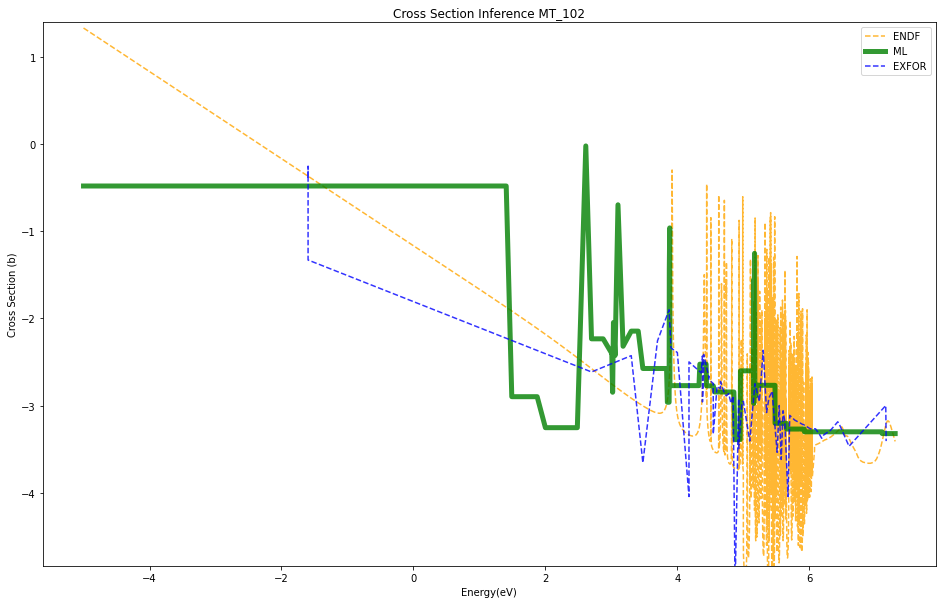 Cross Section Inference MT_102
ENDF
ML
EXFOR
Cross Section (b)
1
0
−1
−2
−3
−4
−4
−2
0
2
4
6
Energy(eV)